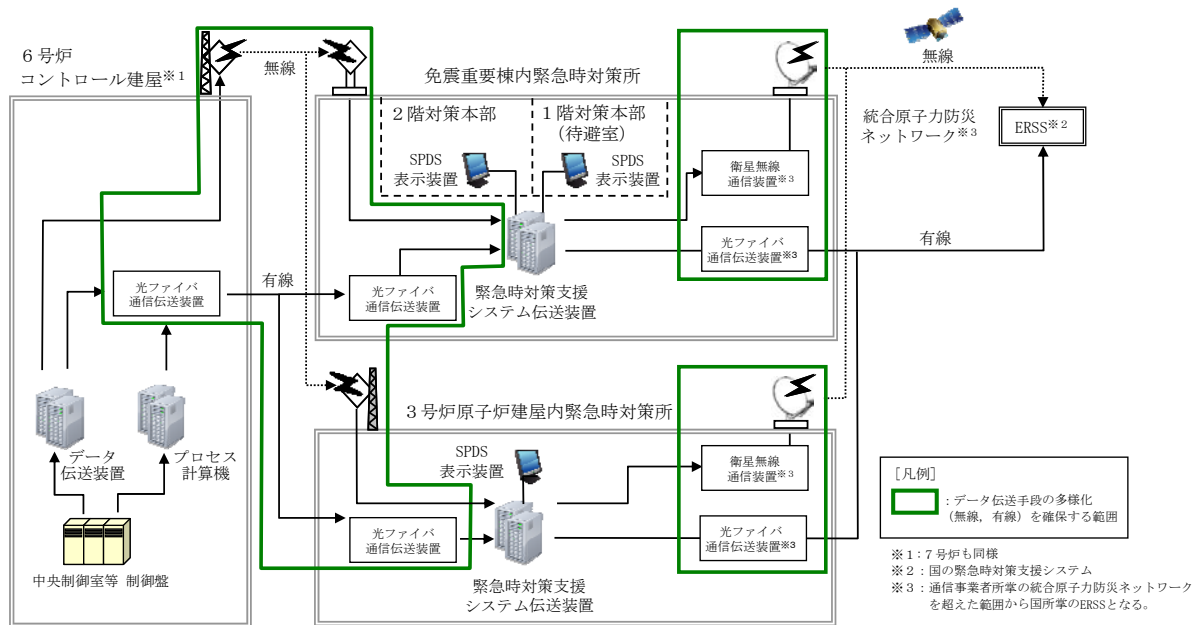 ６号炉
コントロール建屋※１
無線
免震重要棟内緊急時対策所
２階対策本部
１階対策本部
（待避室）
SPDS
表示装置
SPDS
表示装置
衛星無線
通信装置※３
光ファイバ
通信伝送装置※3
無線
統合原子力防災
ネットワーク※３
ERSS※２
有線
光ファイバ
通信伝送装置
有線
光ファイバ
通信伝送装置
緊急時対策支援
システム伝送装置
３号炉原子炉建屋内緊急時対策所
データ
伝送装置
プロセス
計算機
中央制御室等 制御盤
SPDS
表示装置
衛星無線
通信装置※３
光ファイバ
通信伝送装置
光ファイバ
通信伝送装置※3
緊急時対策支援
システム伝送装置
［凡例］
：データ伝送手段の多様化
（無線，有線）を確保する範囲
※１：７号炉も同様
※２：国の緊急時対策支援システム
※３：通信事業者所掌の統合原子力防災ネットワーク
を超えた範囲から国所掌のERSSとなる。